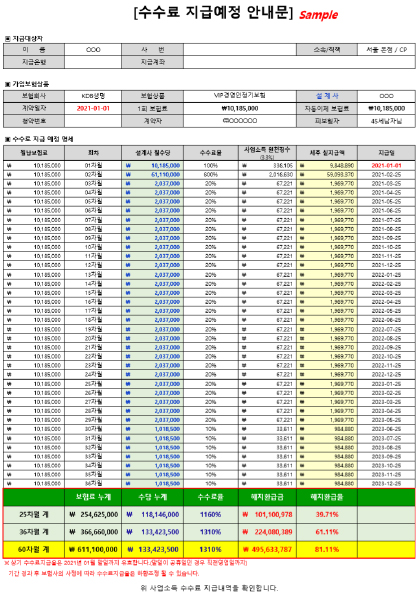 [수수료 지급예정 안내문] Sample
▣ 지급대상자
이 름 OOO 사 번 소속/직책 서울 본점 / CP
지급은행 지급계좌
▣ 가입보험상품
보험회사 KDB생명 보험상품 VIP경영인정기보험 설 계 사 OOO
계약일자 2021-01-01 1회 보험료 ₩10,185,000 자동이체 보험료 ₩10,185,000
증권번호 계약자 ㈜OOOOOO 피보험자 45세남자님
▣ 수수료 지급 예정 명세
월납보험료 회차 설계사 월수당 수수료율 사업소득 원천징수 (3.3%) 세후 실지급액 지급일
₩ 10,185,000 01차월 ₩ 10,185,000 100% ₩ 336,105 ₩ 9,848,890 2021-01-01
₩ 10,185,000 02차월 ₩ 61,110,000 600% ₩ 2,016,630 ₩ 59,093,370 2021-02-25
₩ 10,185,000 03차월 ₩ 2,037,000 20% ₩ 67,221 ₩ 1,969,770 2021-03-25
₩ 10,185,000 04차월 ₩ 2,037,000 20% ₩ 67,221 ₩ 1,969,770 2021-04-25
₩ 10,185,000 05차월 ₩ 2,037,000 20% ₩ 67,221 ₩ 1,969,770 2021-05-25
₩ 10,185,000 06차월 ₩ 2,037,000 20% ₩ 67,221 ₩ 1,969,770 2021-06-25
₩ 10,185,000 07차월 ₩ 2,037,000 20% ₩ 67,221 ₩ 1,969,770 2021-07-25
₩ 10,185,000 08차월 ₩ 2,037,000 20% ₩ 67,221 ₩ 1,969,770 2021-08-25
₩ 10,185,000 09차월 ₩ 2,037,000 20% ₩ 67,221 ₩ 1,969,770 2021-09-25
₩ 10,185,000 10차월 ₩ 2,037,000 20% ₩ 67,221 ₩ 1,969,770 2021-10-25
₩ 10,185,000 11차월 ₩ 2,037,000 20% ₩ 67,221 ₩ 1,969,770 2021-11-25
₩ 10,185,000 12차월 ₩ 2,037,000 20% ₩ 67,221 ₩ 1,969,770 2021-12-25
₩ 10,185,000 13차월 ₩ 2,037,000 20% ₩ 67,221 ₩ 1,969,770 2022-01-25
₩ 10,185,000 14차월 ₩ 2,037,000 20% ₩ 67,221 ₩ 1,969,770 2022-02-25
₩ 10,185,000 15차월 ₩ 2,037,000 20% ₩ 67,221 ₩ 1,969,770 2022-03-25
₩ 10,185,000 16차월 ₩ 2,037,000 20% ₩ 67,221 ₩ 1,969,770 2022-04-25
₩ 10,185,000 17차월 ₩ 2,037,000 20% ₩ 67,221 ₩ 1,969,770 2022-05-25
₩ 10,185,000 18차월 ₩ 2,037,000 20% ₩ 67,221 ₩ 1,969,770 2022-06-25
₩ 10,185,000 19차월 ₩ 2,037,000 20% ₩ 67,221 ₩ 1,969,770 2022-07-25
₩ 10,185,000 20차월 ₩ 2,037,000 20% ₩ 67,221 ₩ 1,969,770 2022-08-25
₩ 10,185,000 21차월 ₩ 2,037,000 20% ₩ 67,221 ₩ 1,969,770 2022-09-25
₩ 10,185,000 22차월 ₩ 2,037,000 20% ₩ 67,221 ₩ 1,969,770 2022-10-25
₩ 10,185,000 23차월 ₩ 2,037,000 20% ₩ 67,221 ₩ 1,969,770 2022-11-25
₩ 10,185,000 24차월 ₩ 2,037,000 20% ₩ 67,221 ₩ 1,969,770 2022-12-25
₩ 10,185,000 25차월 ₩ 2,037,000 20% ₩ 67,221 ₩ 1,969,770 2023-01-25
₩ 10,185,000 26차월 ₩ 2,037,000 20% ₩ 67,221 ₩ 1,969,770 2023-02-25
₩ 10,185,000 27차월 ₩ 2,037,000 20% ₩ 67,221 ₩ 1,969,770 2023-03-25
₩ 10,185,000 28차월 ₩ 2,037,000 20% ₩ 67,221 ₩ 1,969,770 2023-04-25
₩ 10,185,000 29차월 ₩ 2,037,000 20% ₩ 67,221 ₩ 1,969,770 2023-05-25
₩ 10,185,000 30차월 ₩ 1,018,500 10% ₩ 33,611 ₩ 984,880 2023-06-25
₩ 10,185,000 31차월 ₩ 1,018,500 10% ₩ 33,611 ₩ 984,880 2023-07-25
₩ 10,185,000 32차월 ₩ 1,018,500 10% ₩ 33,611 ₩ 984,880 2023-08-25
₩ 10,185,000 33차월 ₩ 1,018,500 10% ₩ 33,611 ₩ 984,880 2023-09-25
₩ 10,185,000 34차월 ₩ 1,018,500 10% ₩ 33,611 ₩ 984,880 2023-10-25
₩ 10,185,000 35차월 ₩ 1,018,500 10% ₩ 33,611 ₩ 984,880 2023-11-25
₩ 10,185,000 36차월 ₩ 1,018,500 10% ₩ 33,611 ₩ 984,880 2023-12-25
보험료 누계 수당 누계 수수료율 해지환급금 해지환급률
25차월 계 ₩ 254,625,000 ₩ 118,146,000 1160% ₩ 101,100,978 39.71%
36차월 계 ₩ 366,660,000 ₩ 133,423,500 1310% ₩ 224,080,389 61.11%
60차월 계 ₩ 611,100,000 ₩ 133,423,500 1310% ₩ 495,633,787 81.11%
※ 상기 수수료지급율은 2021년 01월 말일까지 유효합니다.(말일이 공휴일인 경우 직전영업일까지)
기간 경과 후 보험사의 사정에 따라 수수료지급율은 하향조정 될 수 있습니다.
위 사업소득 수수료 지급내역을 확인합니다.